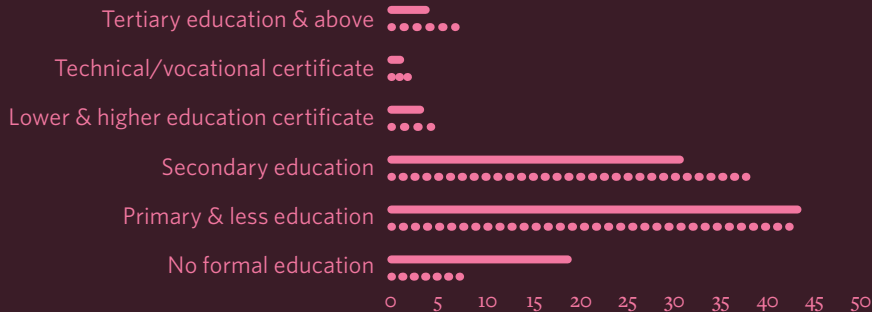 Tertiary education & above
Technical/vocational certificate
Lower & higher education certificate
Secondary education
Primary & less education
No formal education
0 5 10 15 20 25 30 35 40 45 50